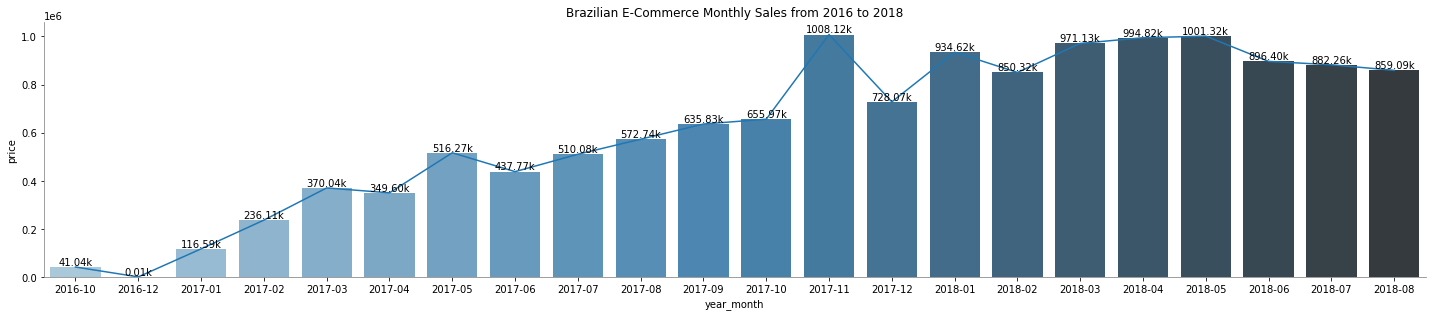 Brazilian E-Commerce Monthly Sales from 2016 to 2018
1e6
1.0
0.8
0.6
0.4
0.2
0.0
price
41.04k
0.01k
116.59k
236.11k
370.04k
349.60k
516.27k
437.77k
510.08k
572.74k
635.83k
655.97k
1008.12k
728.07k
934.62k
850.32k
971.13k
994.82k
1001.32k
896.40k
882.26k
859.09k
2016-10 2016-12 2017-01 2017-02 2017-03 2017-04 2017-05 2017-06 2017-07 2017-08 2017-09 2017-10 2017-11 2017-12 2018-01 2018-02 2018-03 2018-04 2018-05 2018-06 2018-07 2018-08
year_month